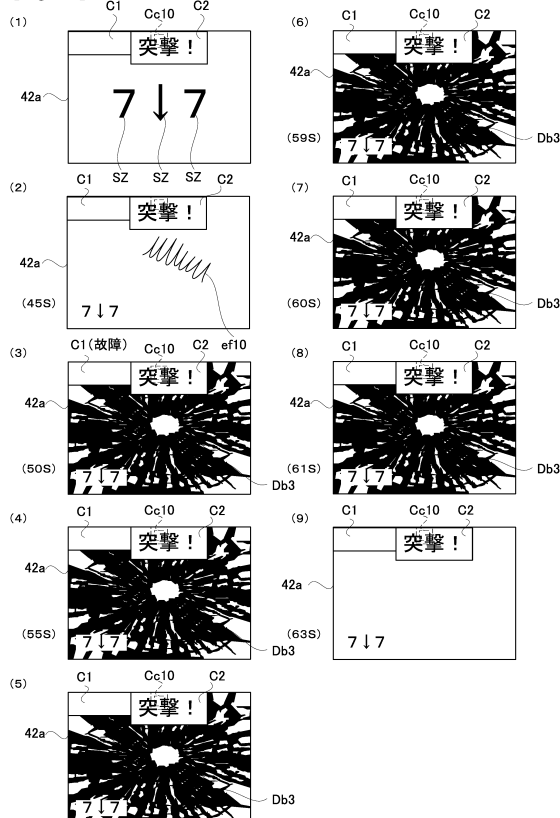 (1)
C1
Cc10
C2
突撃！
42a
7↓7
SZ
SZ
SZ
(2)
C1
C2
突撃！
42a
(45S)
7↓7
ef10
(3)
C1(故障)
Cc10
C2
突撃！
42a
(50S)
7↓7
Db3
(4)
C1
Cc10
C2
突撃！
42a
(55S)
7↓7
Db3
(5)
C1
Cc10
C2
突撃！
42a
7↓7
Db3
(6)
C1
Cc10
C2
突撃！
42a
(59S)
7↓7
Db3
(7)
C1
Cc10
C2
突撃！
42a
(60S)
7↓7
Db3
(8)
C1
Cc10
C2
突撃！
42a
(61S)
7↓7
Db3
(9)
C1
Cc10
C2
突撃！
42a
(63S)
7↓7